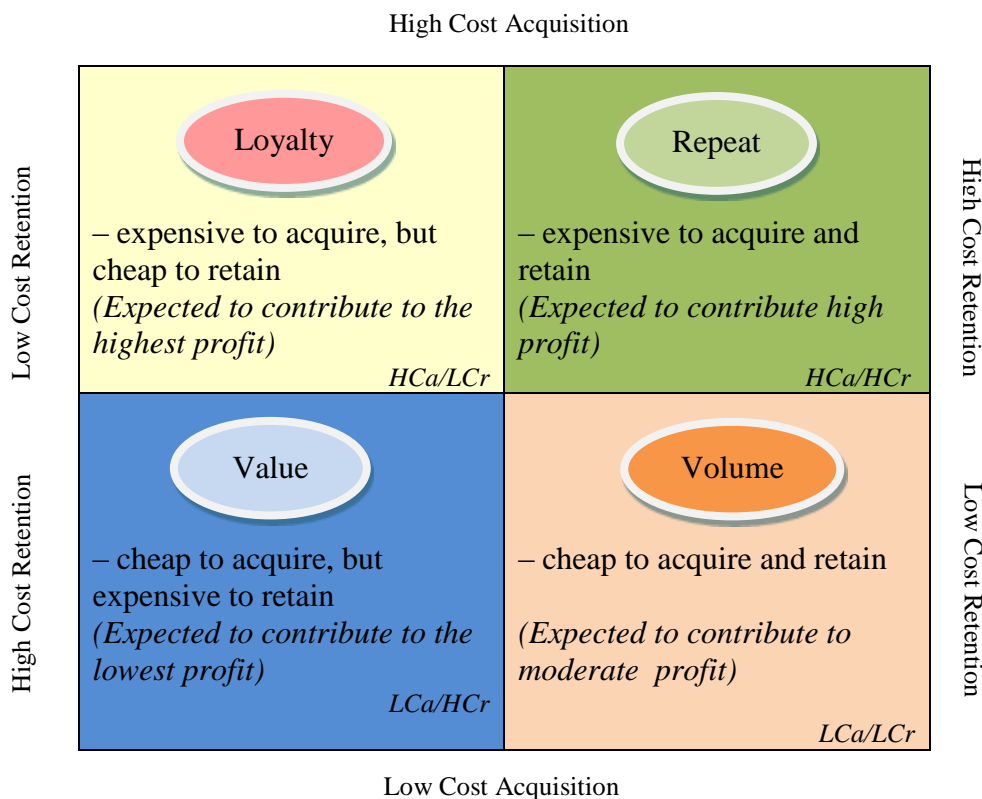 High Cost Acquisition
Low Cost Retention
Loyalty
– expensive to acquire, but
cheap to retain
(Expected to contribute to the
highest profit)
HCa/LCr
Repeat
– expensive to acquire and
retain
(Expected to contribute high
profit)
HCa/HCr
High Cost Retention
High Cost Retention
Value
– cheap to acquire, but
expensive to retain
(Expected to contribute to the
lowest profit)
LCa/HCr
Volume
– cheap to acquire and retain
(Expected to contribute to
moderate profit)
LCa/LCr
Low Cost Retention
Low Cost Acquisition